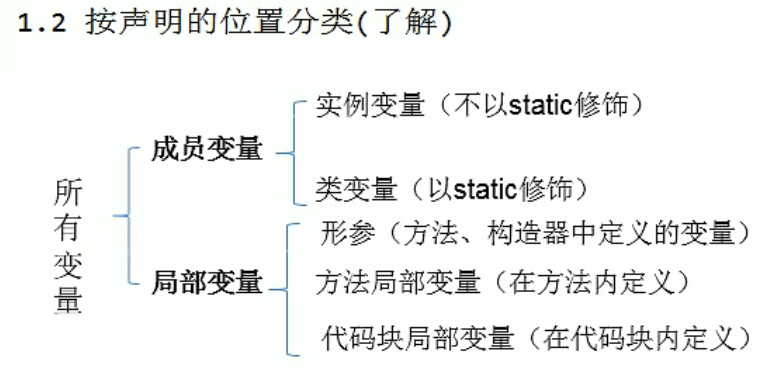 1.2 按声明的位置分类(了解)
所有变量
成员变量
实例变量（不以static修饰）
类变量（以static修饰）
局部变量
形参（方法、构造器中定义的变量）
方法局部变量（在方法内定义）
代码块局部变量（在代码块内定义）